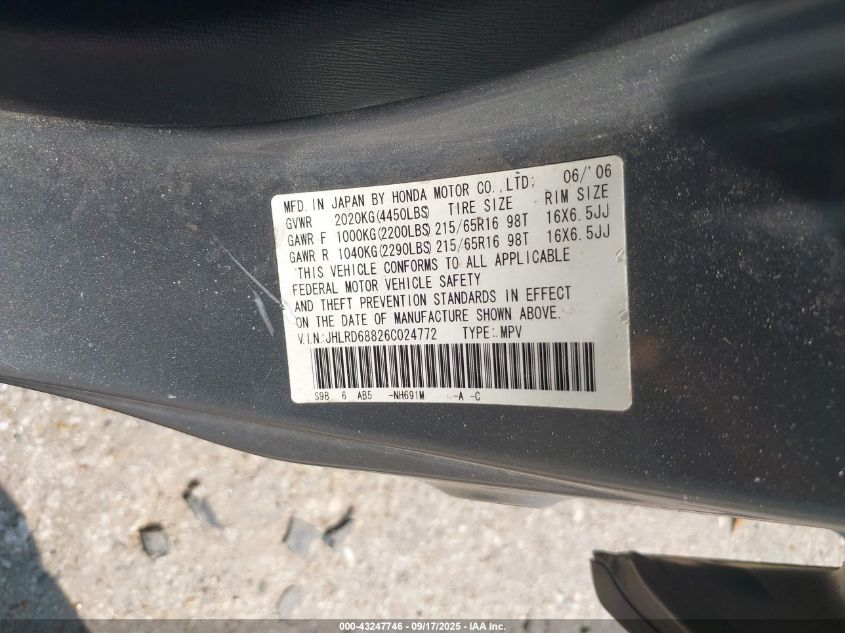 MFD. IN JAPAN BY HONDA MOTOR CO.,LTD: 06/'06
GVWR 2020KG(4450LBS) TIRE SIZE RIM SIZE
GAWR F 1000KG(2200LBS) 215/65R16 98T 16X6.5JJ
GAWR R 1040KG(2290LBS) 215/65R16 98T 16X6.5JJ
THIS VEHICLE CONFORMS TO ALL APPLICABLE
FEDERAL MOTOR VEHICLE SAFETY
AND THEFT PREVENTION STANDARDS IN EFFECT
ON THE DATE OF MANUFACTURE SHOWN ABOVE.
V.I.N:JHLRD68826C024772 TYPE: MPV
S9B 6 AB5 -NH691M -A -C
000-43247746 - 09/17/2025 - IAA Inc.